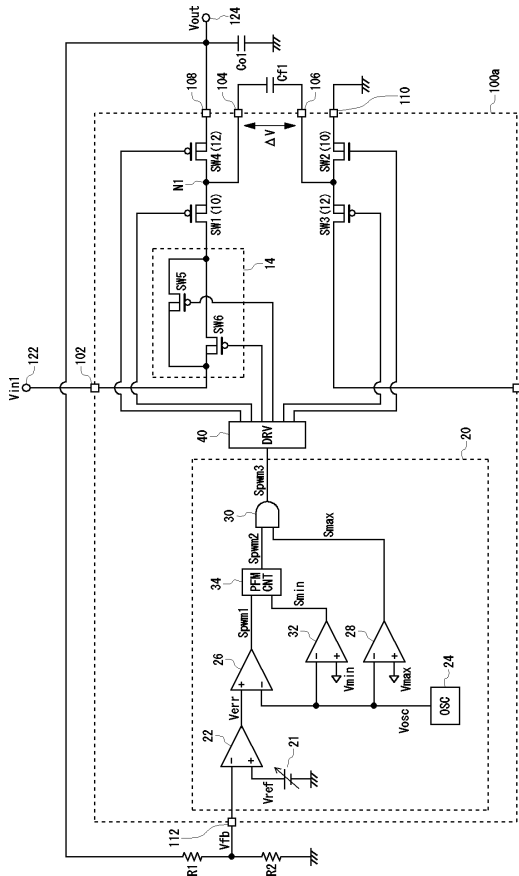 Vin1
122
102
Vout
124
Co1
108
104
Cf1
106
110
100a
ΔV
SW4(12)
N1
SW1(10)
SW2(10)
SW3(12)
14
SW5
SW6
40
DRV
20
Spwm3
30
Spwm2
Smax
34
PFM
CNT
Smin
Spwm1
26
32
28
Vmin
Vmax
Verr
24
OSC
Vosc
22
21
Vref
112
Vfb
R1
R2
+
−
−
+
−
+
−
+